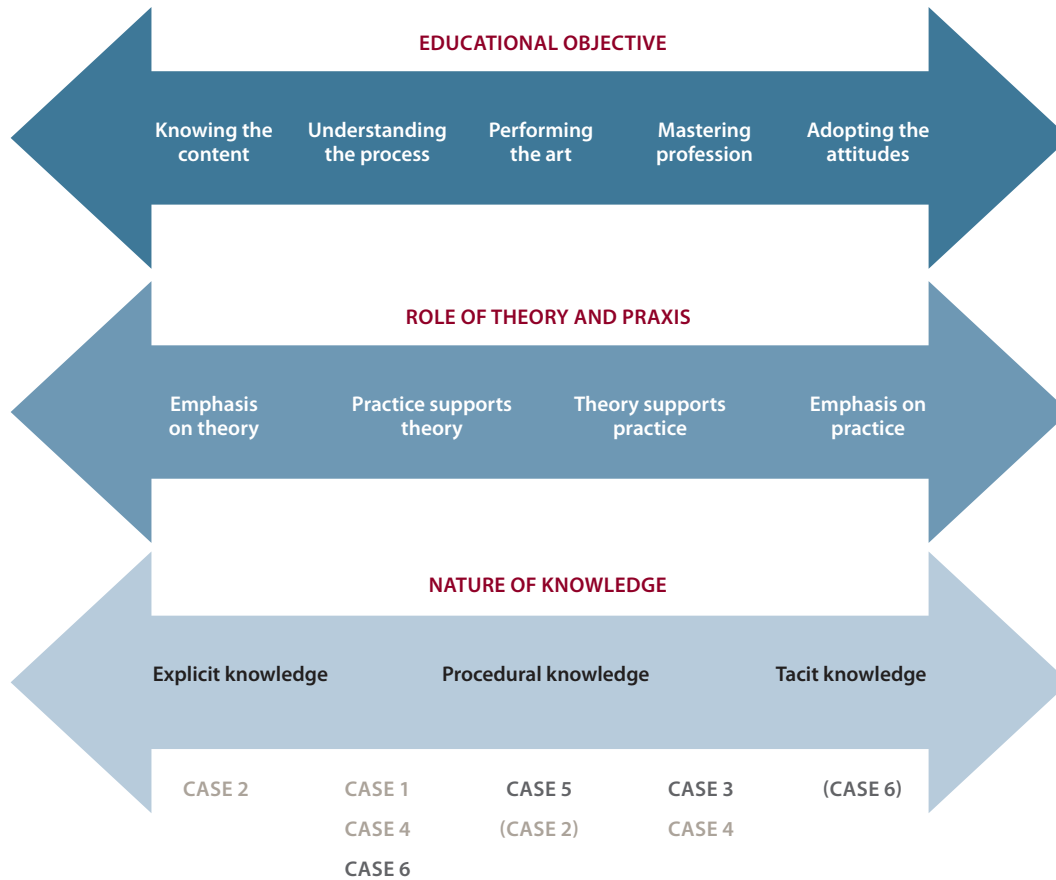 EDUCATIONAL OBJECTIVE
Knowing the Understanding Performing Mastering Adopting the
content the process the art profession attitudes
ROLE OF THEORY AND PRAXIS
Emphasis Practice supports Theory supports Emphasis on
on theory theory practice practice
NATURE OF KNOWLEDGE
Explicit knowledge Procedural knowledge Tacit knowledge
CASE 2 CASE 1 CASE 5 CASE 3 (CASE 6)
CASE 4 (CASE 2) CASE 4
CASE 6